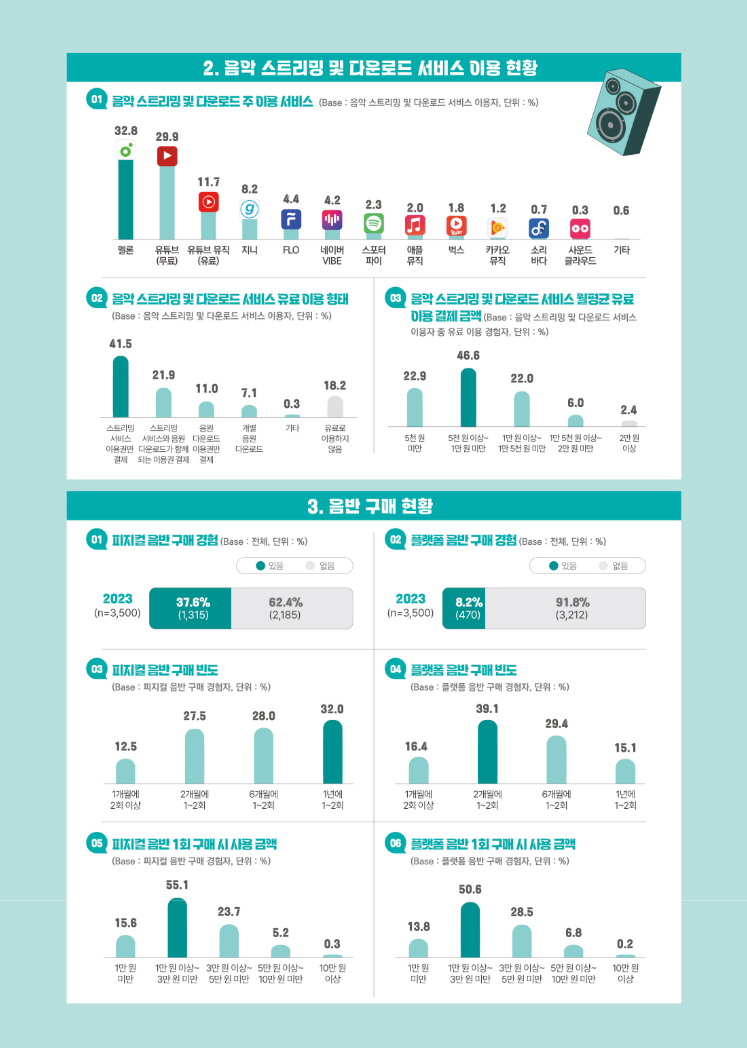 2. 음악 스트리밍 및 다운로드 서비스 이용 현황
01 음악 스트리밍 및 다운로드 주 이용 서비스 (Base : 음악 스트리밍 및 다운로드 서비스 이용자, 단위 : %)
32.8 29.9 11.7 8.2 4.4 4.2 2.3 2.0 1.8 1.2 0.7 0.3 0.6
멜론 유튜브 유튜브 뮤직 지니 FLO 네이버 스포티 애플 벅스 카카오 소리 사운드 기타
(무료) (유료) VIBE 파이 뮤직 뮤직 바다 클라우드
02 음악 스트리밍 및 다운로드 서비스 유료 이용 형태
(Base : 음악 스트리밍 및 다운로드 서비스 이용자, 단위 : %)
41.5 21.9 11.0 7.1 0.3 18.2
스트리밍 스트리밍 음원 개별 기타 유료로
서비스 서비스와 음원 다운로드 음원 이용하지
이용권만 다운로드가 함께 이용권만 다운로드 않음
결제 되는 이용권 결제 결제
03 음악 스트리밍 및 다운로드 서비스 월평균 유료
이용 결제 금액 (Base : 음악 스트리밍 및 다운로드 서비스
이용자 중 유료 이용 경험자, 단위 : %)
22.9 46.6 22.0 6.0 2.4
5천 원 5천 원 이상~ 1만 원 이상~ 1만 5천 원 이상~ 2만 원
미만 1만 원 미만 1만 5천 원 미만 2만 원 미만 이상
3. 음반 구매 현황
01 피지컬 음반 구매 경험 (Base : 전체, 단위 : %)
있음 없음
2023 37.6% 62.4%
(n=3,500) (1,315) (2,185)
02 플랫폼 음반 구매 경험 (Base : 전체, 단위 : %)
있음 없음
2023 8.2% 91.8%
(n=3,500) (470) (3,212)
03 피지컬 음반 구매 빈도
(Base : 피지컬 음반 구매 경험자, 단위 : %)
12.5 27.5 28.0 32.0
1개월에 2개월에 6개월에 1년에
2회 이상 1~2회 1~2회 1~2회
04 플랫폼 음반 구매 빈도
(Base : 플랫폼 음반 구매 경험자, 단위 : %)
16.4 39.1 29.4 15.1
1개월에 2개월에 6개월에 1년에
2회 이상 1~2회 1~2회 1~2회
05 피지컬 음반 1회 구매 시 사용 금액
(Base : 피지컬 음반 구매 경험자, 단위 : %)
15.6 55.1 23.7 5.2 0.3
1만 원 1만 원 이상~ 3만 원 이상~ 5만 원 이상~ 10만 원
미만 3만 원 미만 5만 원 미만 10만 원 미만 이상
06 플랫폼 음반 1회 구매 시 사용 금액
(Base : 플랫폼 음반 구매 경험자, 단위 : %)
13.8 50.6 28.5 6.8 0.2
1만 원 1만 원 이상~ 3만 원 이상~ 5만 원 이상~ 10만 원
미만 3만 원 미만 5만 원 미만 10만 원 미만 이상